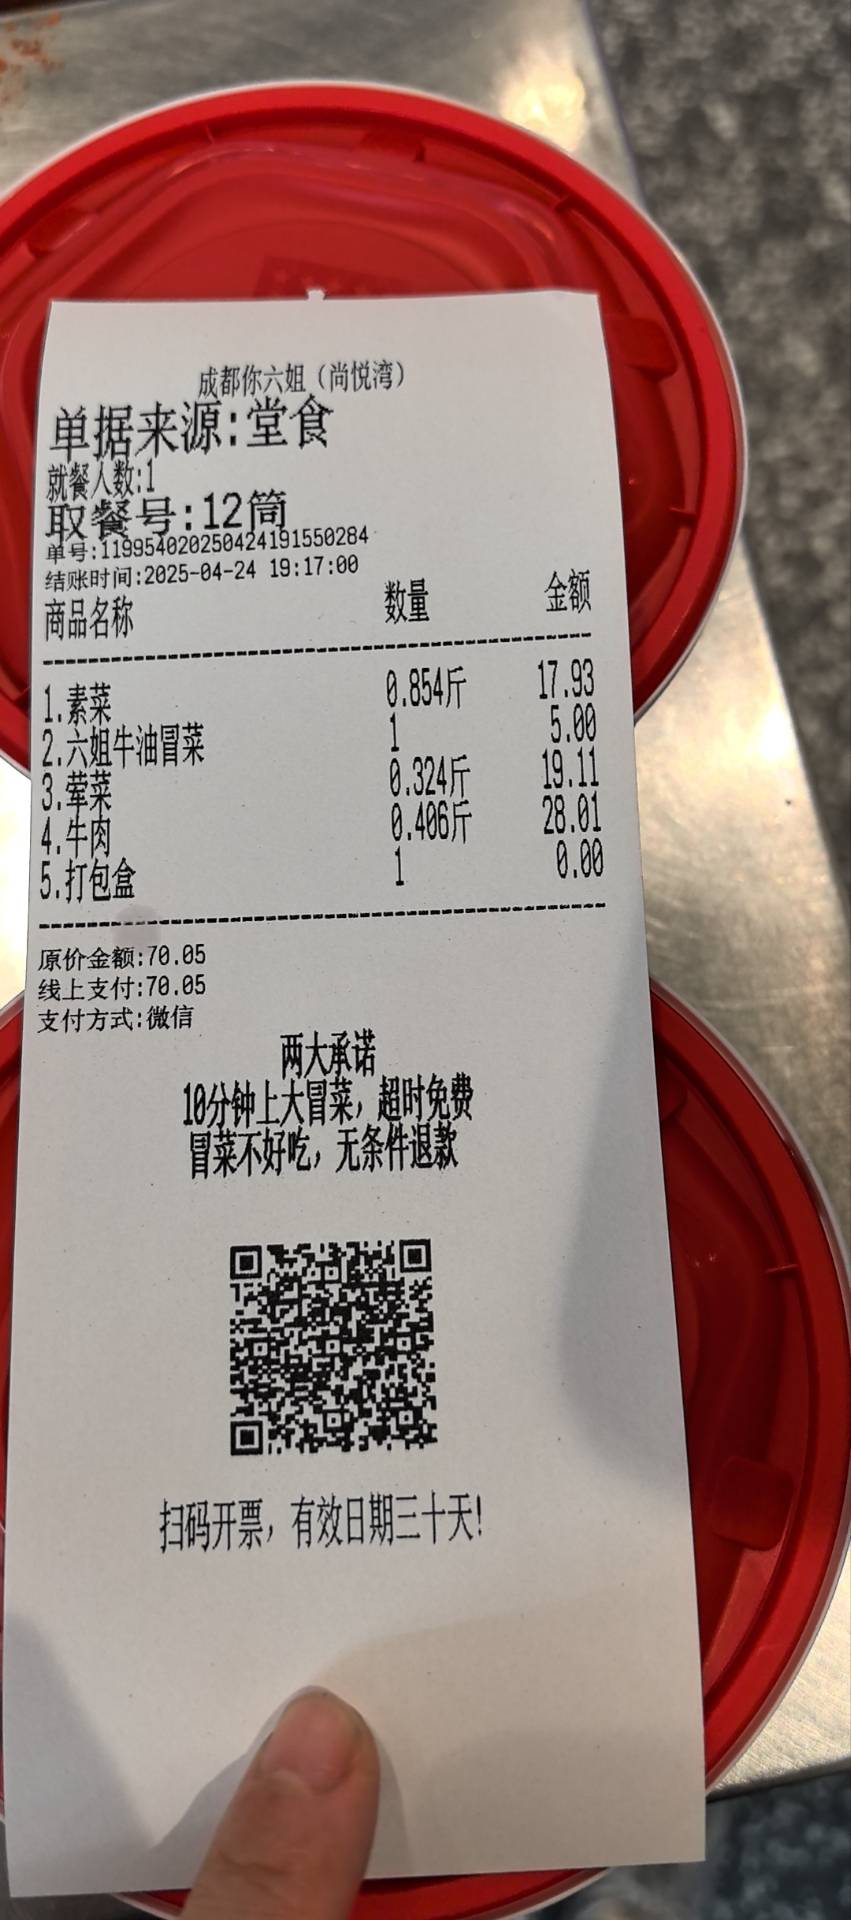 成都你六姐（尚悦湾）
单据来源:堂食
就餐人数:1
取餐号:12筒
单号:119954020250424191550284
结账时间:2025-04-24 19:17:00
商品名称 数量 金额
1.素菜 0.854斤 17.93
2.六姐牛油冒菜 1 5.00
3.荤菜 0.324斤 19.11
4.牛肉 0.406斤 28.01
5.打包盒 1 0.00
原价金额:70.05
线上支付:70.05
支付方式:微信
两大承诺
10分钟上大冒菜，超时免费
冒菜不好吃，无条件退款
扫码开票，有效日期三十天!